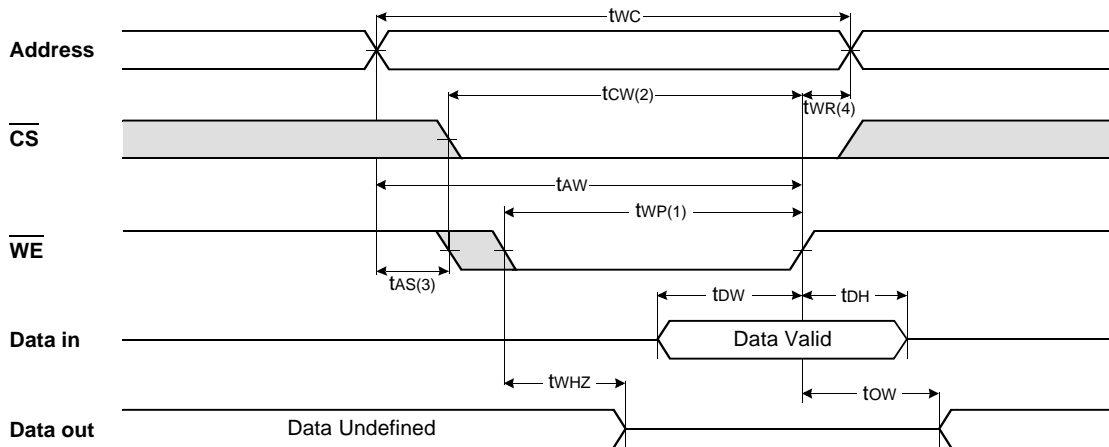 tWC
Address
tCW(2)
tWR(4)
CS
tAW
tWP(1)
WE
tAS(3)
tDW
tDH
Data in
Data Valid
tWHZ
tOW
Data out
Data Undefined